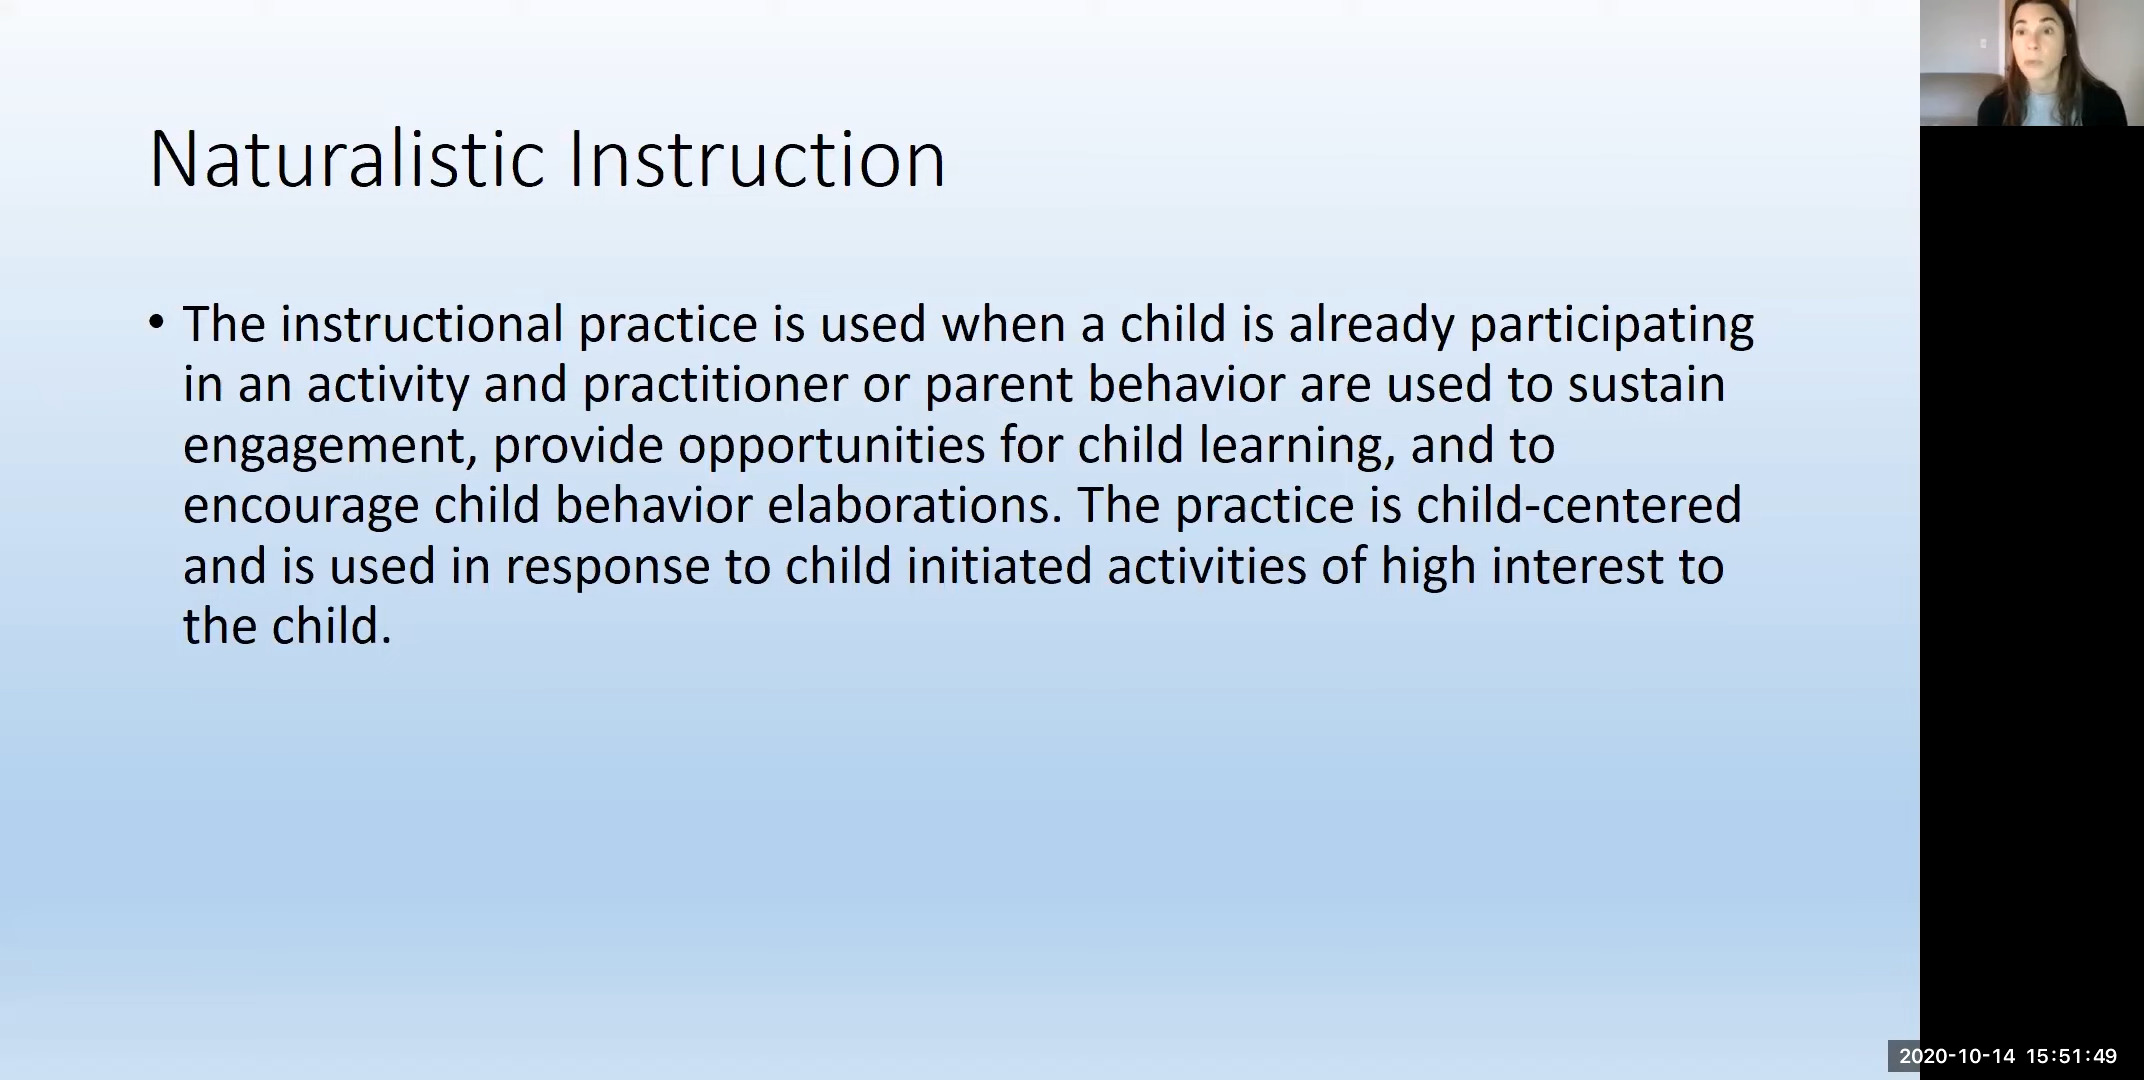 Naturalistic Instruction
• The instructional practice is used when a child is already participating
in an activity and practitioner or parent behavior are used to sustain
engagement, provide opportunities for child learning, and to
encourage child behavior elaborations. The practice is child-centered
and is used in response to child initiated activities of high interest to
the child.
2020-10-14 15:51:49